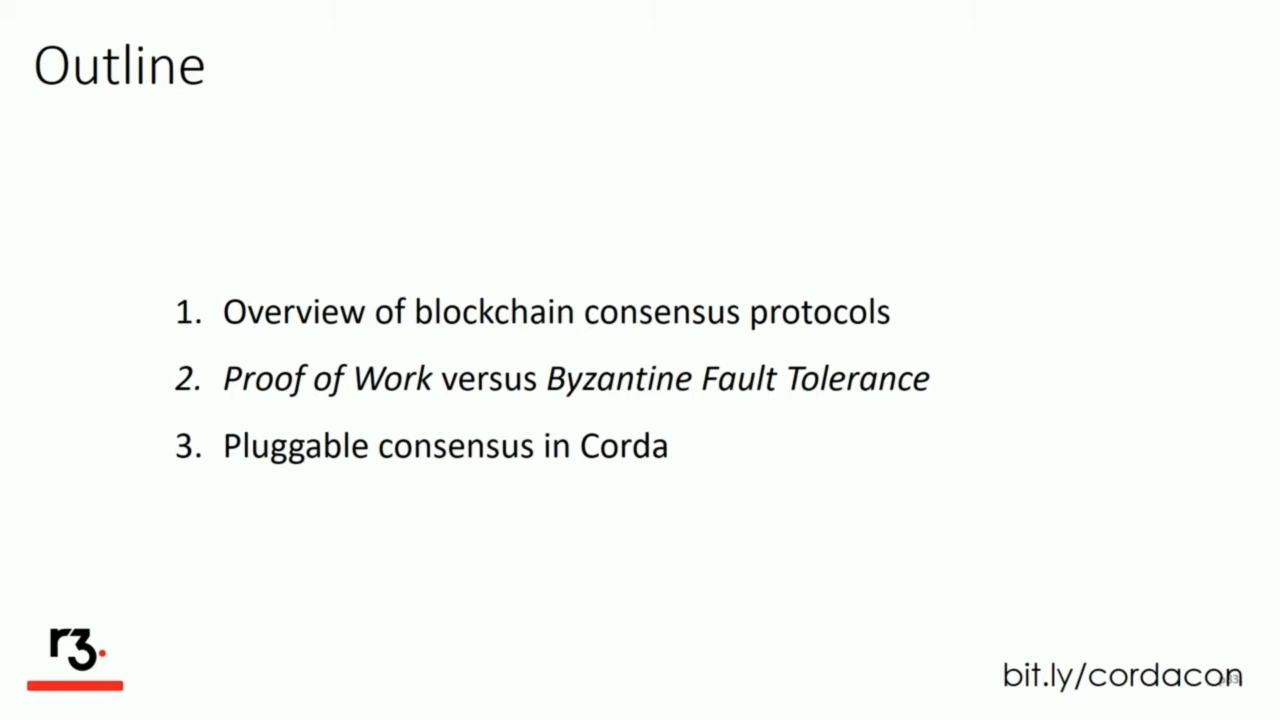 Outline
1. Overview of blockchain consensus protocols
2. Proof of Work versus Byzantine Fault Tolerance
3. Pluggable consensus in Corda
r3.
bit.ly/cordacon